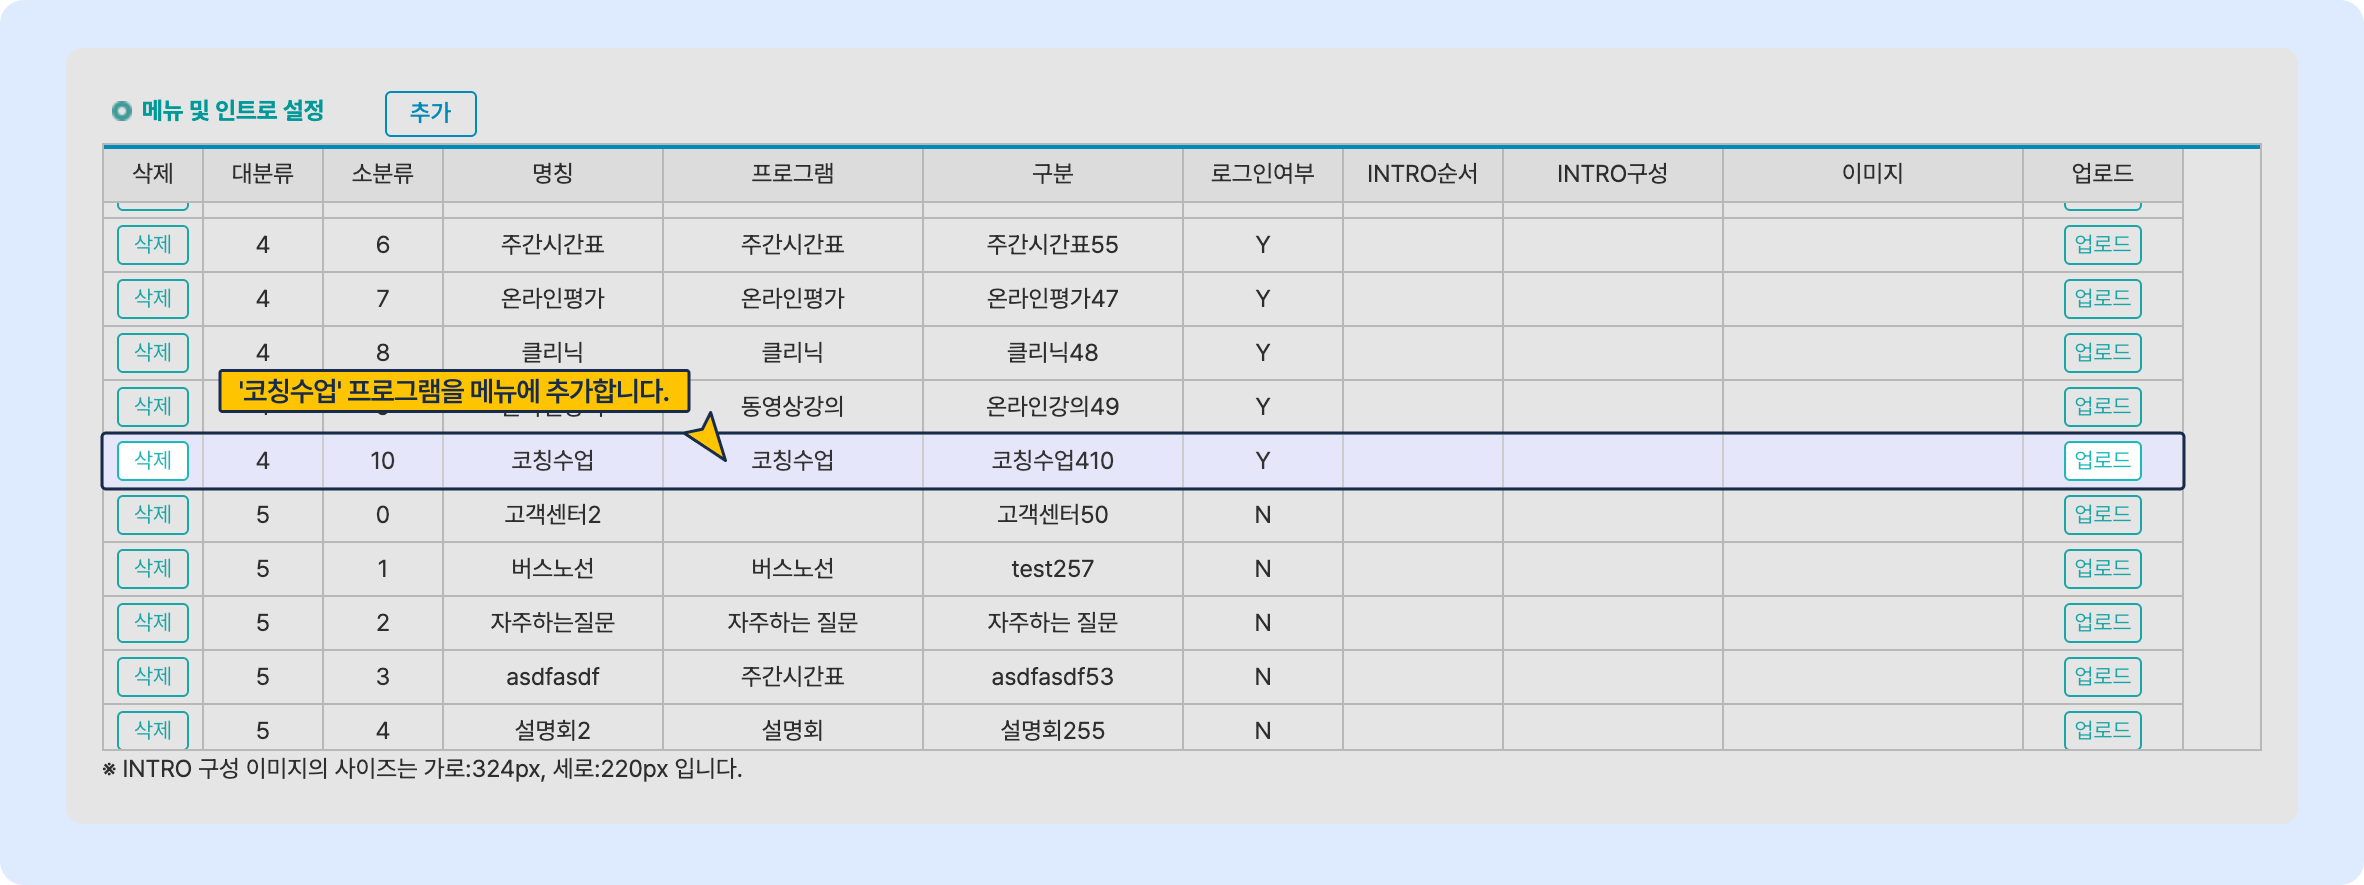 메뉴 및 인트로 설정 추가
삭제 대분류 소분류 명칭 프로그램 구분 로그인여부 INTRO순서 INTRO구성 이미지 업로드
삭제 4 6 주간시간표 주간시간표 주간시간표55 Y 업로드
삭제 4 7 온라인평가 온라인평가 온라인평가47 Y 업로드
삭제 4 8 클리닉 클리닉 클리닉48 Y 업로드
'코칭수업' 프로그램을 메뉴에 추가합니다.
삭제 동영상강의 온라인강의49 Y 업로드
삭제 4 10 코칭수업 코칭수업 코칭수업410 Y 업로드
삭제 5 0 고객센터2 고객센터50 N 업로드
삭제 5 1 버스노선 버스노선 test257 N 업로드
삭제 5 2 자주하는질문 자주하는 질문 자주하는 질문 N 업로드
삭제 5 3 asdfasdf 주간시간표 asdfasdf53 N 업로드
삭제 5 4 설명회2 설명회 설명회255 N 업로드
※ INTRO 구성 이미지의 사이즈는 가로:324px, 세로:220px 입니다.